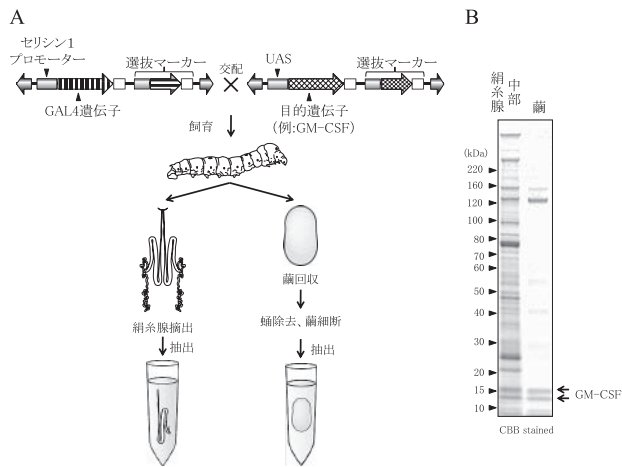 A
セリシン1
プロモーター
GAL4遺伝子
選抜マーカー
交配
UAS
選抜マーカー
目的遺伝子
(例:GM-CSF)
飼育
絹糸腺摘出
抽出
繭回収
蛹除去、繭細断
抽出
B
中部
絹糸腺
繭
(kDa)
220
160
120
100
80
70
60
50
40
30
20
15
10
GM-CSF
CBB stained